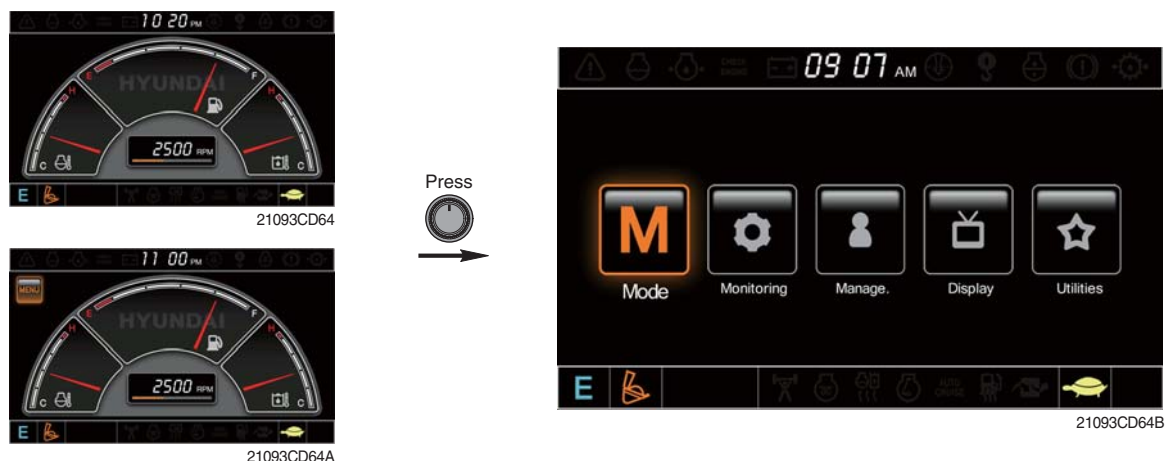 10 20 PM
E F
HYUNDAI
H H
2500 RPM
C C
E
21093CD64
11 00 PM
MENU
E F
HYUNDAI
H H
2500 RPM
C C
E
21093CD64A
Press
CHECK
ENGINE
09 07 AM
M
Mode Monitoring Manage. Display Utilities
E
AUTO
CRUISE
21093CD64B